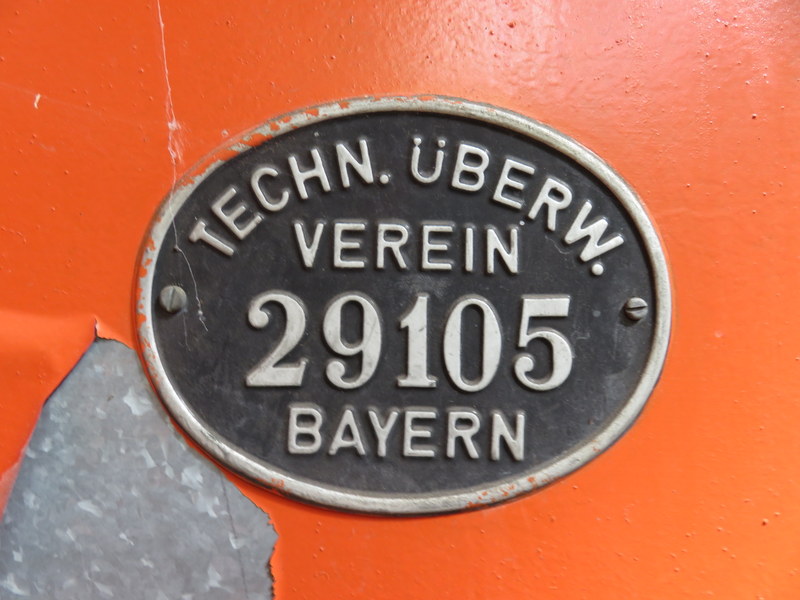 TECHN. ÜBERW.
VEREIN
29105
BAYERN